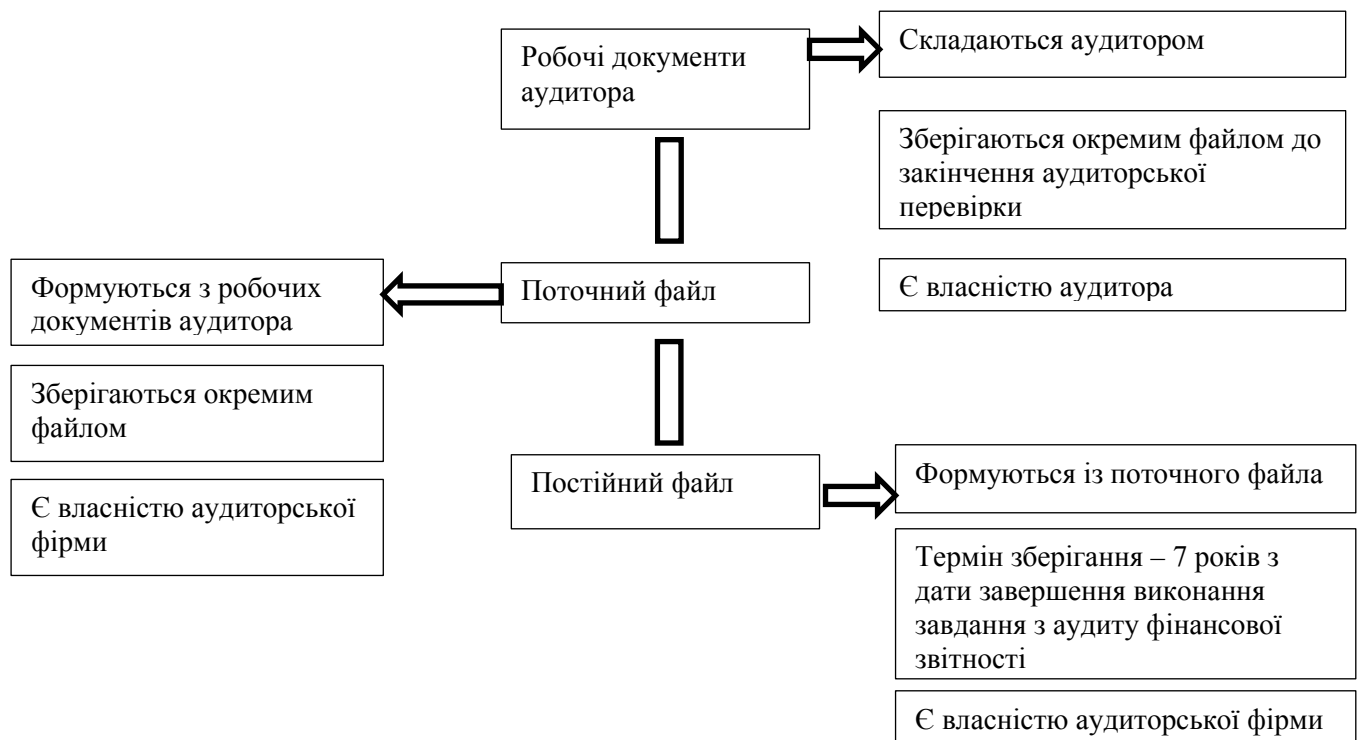 Робочі документи
аудитора
Складаються аудитором
Зберігаються окремим файлом до
закінчення аудиторської
перевірки
Є власністю аудитора
Поточний файл
Формуються з робочих
документів аудитора
Зберігаються окремим
файлом
Є власністю аудиторської
фірми
Постійний файл
Формуються із поточного файла
Термін зберігання – 7 років з
дати завершення виконання
завдання з аудиту фінансової
звітності
Є власністю аудиторської фірми